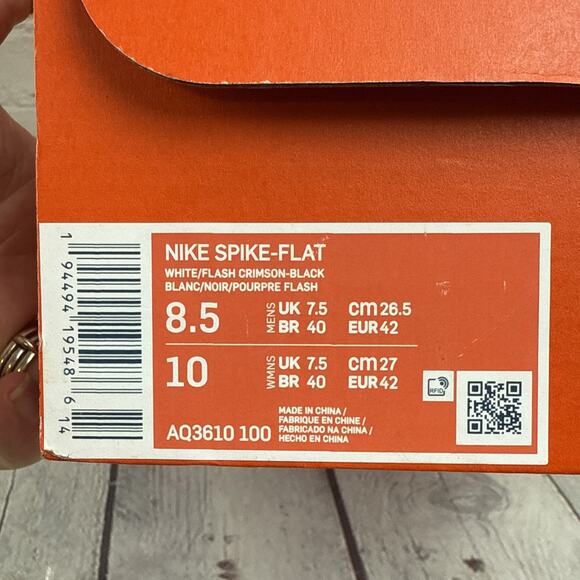 NIKE SPIKE-FLAT
WHITE/FLASH CRIMSON-BLACK
BLANC/NOIR/POURPRE FLASH
8.5 MENS UK 7.5 CM 26.5
BR 40 EUR 42
10 WMNS UK 7.5 CM 27
BR 40 EUR 42
RFID
AQ3610 100
MADE IN CHINA /
FABRIQUE EN CHINE /
FABRICADO NA CHINA /
HECHO EN CHINA
1 94494 19548 6 14